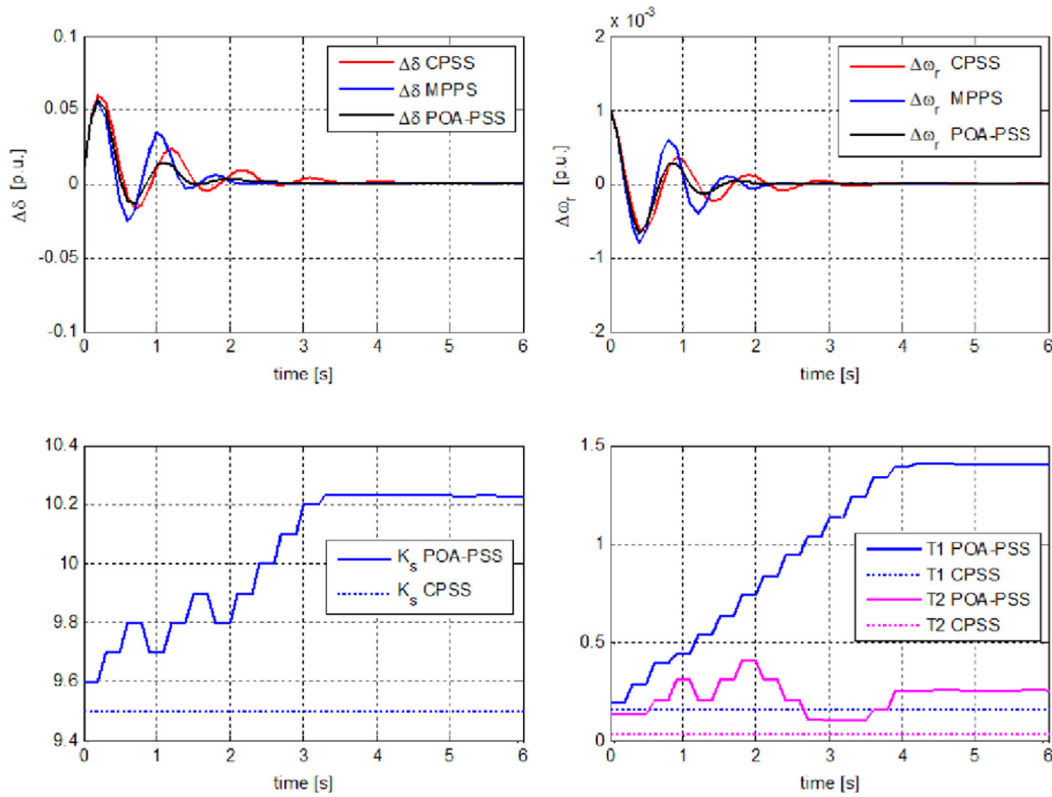 0.1
0.05
0
-0.05
-0.1
Δδ [p.u.]
Δδ CPSS
Δδ MPPS
Δδ POA-PSS
0 1 2 3 4 5 6
time [s]
x 10⁻³
2
1
0
-1
-2
Δωᵣ [p.u.]
Δωᵣ CPSS
Δωᵣ MPPS
Δωᵣ POA-PSS
0 1 2 3 4 5 6
time [s]
10.4
10.2
10
9.8
9.6
9.4
Kₛ POA-PSS
Kₛ CPSS
0 1 2 3 4 5 6
time [s]
1.5
1
0.5
0
T1 POA-PSS
T1 CPSS
T2 POA-PSS
T2 CPSS
0 1 2 3 4 5 6
time [s]